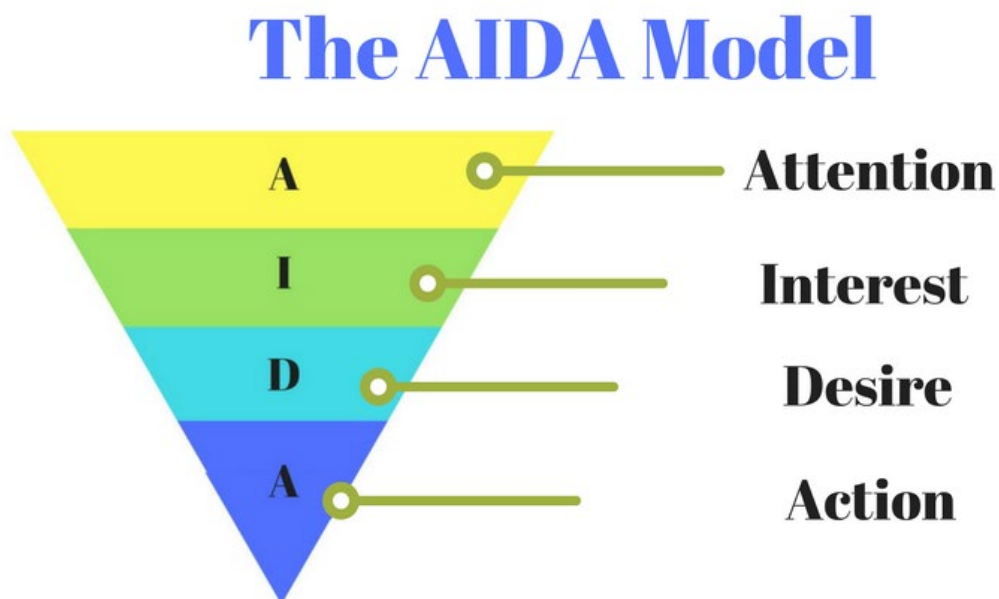 The AIDA Model
A Attention
I Interest
D Desire
A Action